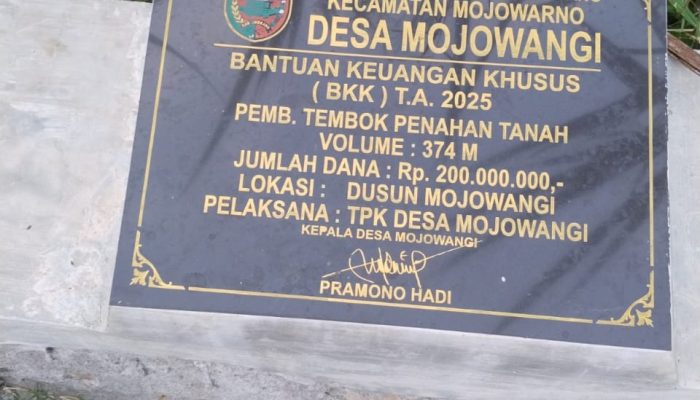 KECAMATAN MOJOWARNO
DESA MOJOWANGI
BANTUAN KEUANGAN KHUSUS
( BKK ) T.A. 2025
PEMB. TEMBOK PENAHAN TANAH
VOLUME : 374 M
JUMLAH DANA : Rp. 200.000.000,-
LOKASI : DUSUN MOJOWANGI
PELAKSANA : TPK DESA MOJOWANGI
KEPALA DESA MOJOWANGI
PRAMONO HADI